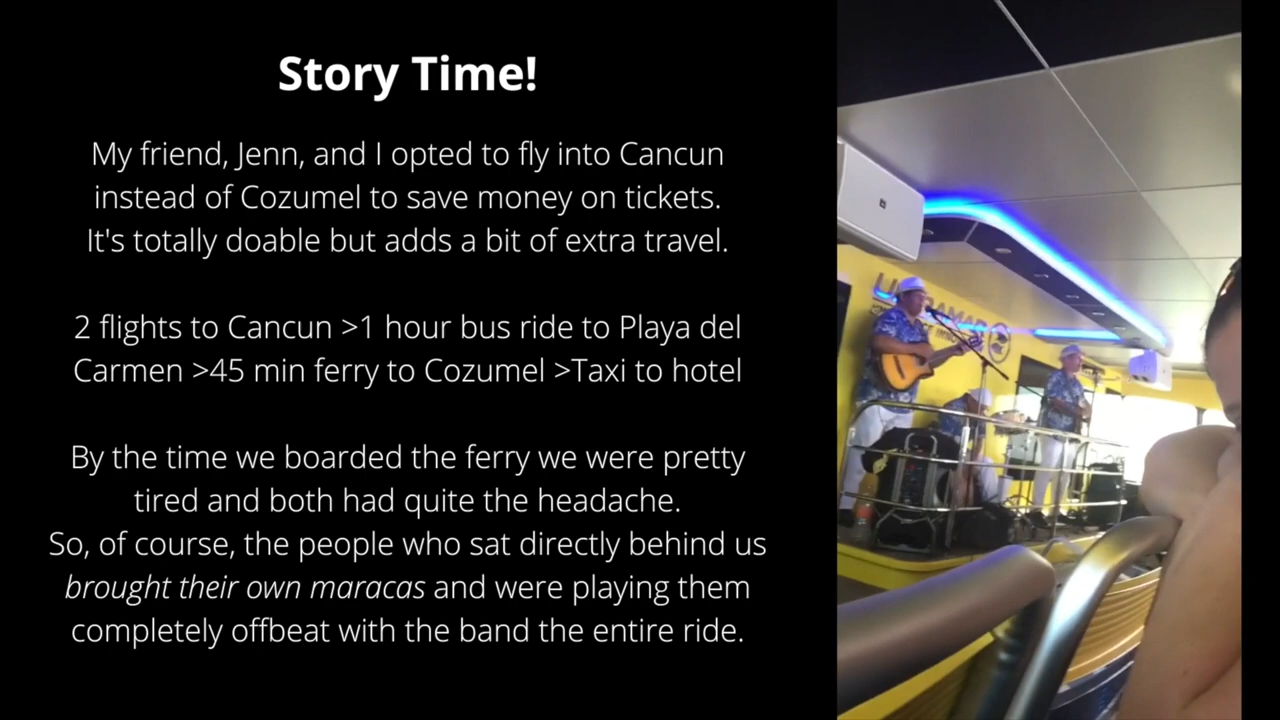 Story Time!
My friend, Jenn, and I opted to fly into Cancun
instead of Cozumel to save money on tickets.
It's totally doable but adds a bit of extra travel.
2 flights to Cancun >1 hour bus ride to Playa del
Carmen >45 min ferry to Cozumel >Taxi to hotel
By the time we boarded the ferry we were pretty
tired and both had quite the headache.
So, of course, the people who sat directly behind us
brought their own maracas and were playing them
completely offbeat with the band the entire ride.